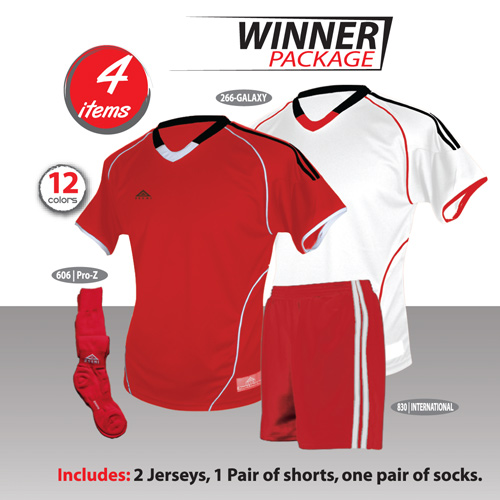 WINNER
PACKAGE
4
items
266-GALAXY
12
colors
606 | Pro-Z
830 | INTERNATIONAL
Includes: 2 Jerseys, 1 Pair of shorts, one pair of socks.